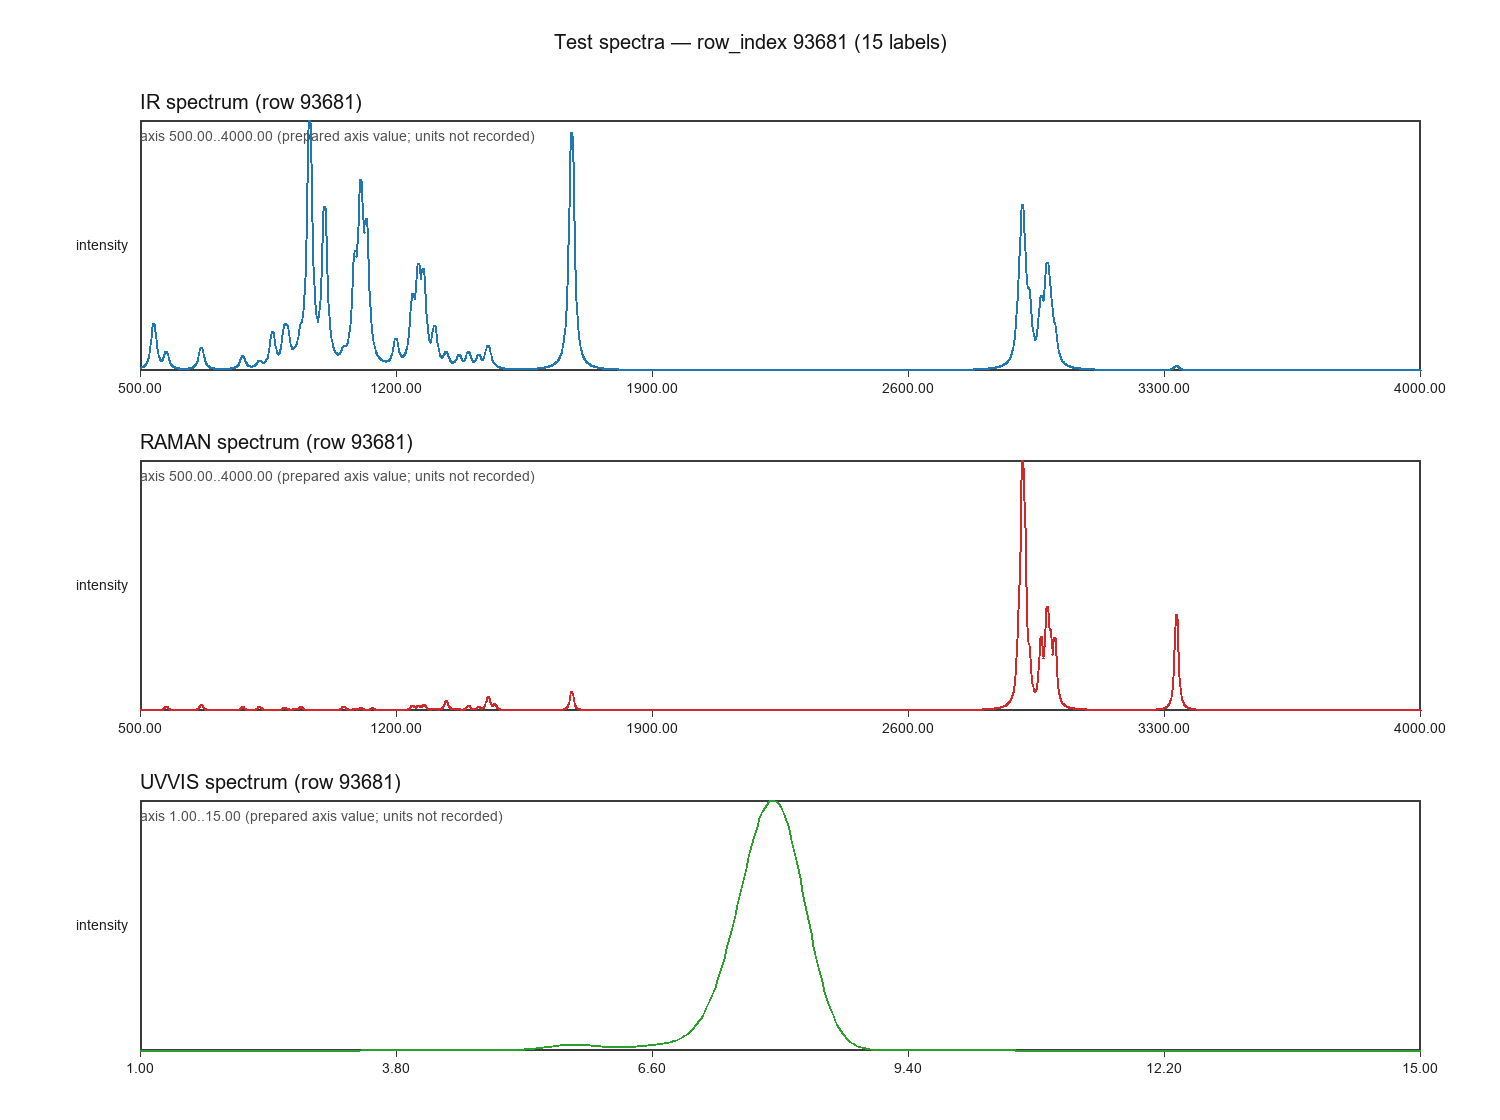 Test spectra — row_index 93681 (15 labels)
IR spectrum (row 93681)
axis 500.00..4000.00 (prepared axis value; units not recorded)
intensity
500.00 1200.00 1900.00 2600.00 3300.00 4000.00
RAMAN spectrum (row 93681)
axis 500.00..4000.00 (prepared axis value; units not recorded)
intensity
500.00 1200.00 1900.00 2600.00 3300.00 4000.00
UVVIS spectrum (row 93681)
axis 1.00..15.00 (prepared axis value; units not recorded)
intensity
1.00 3.80 6.60 9.40 12.20 15.00